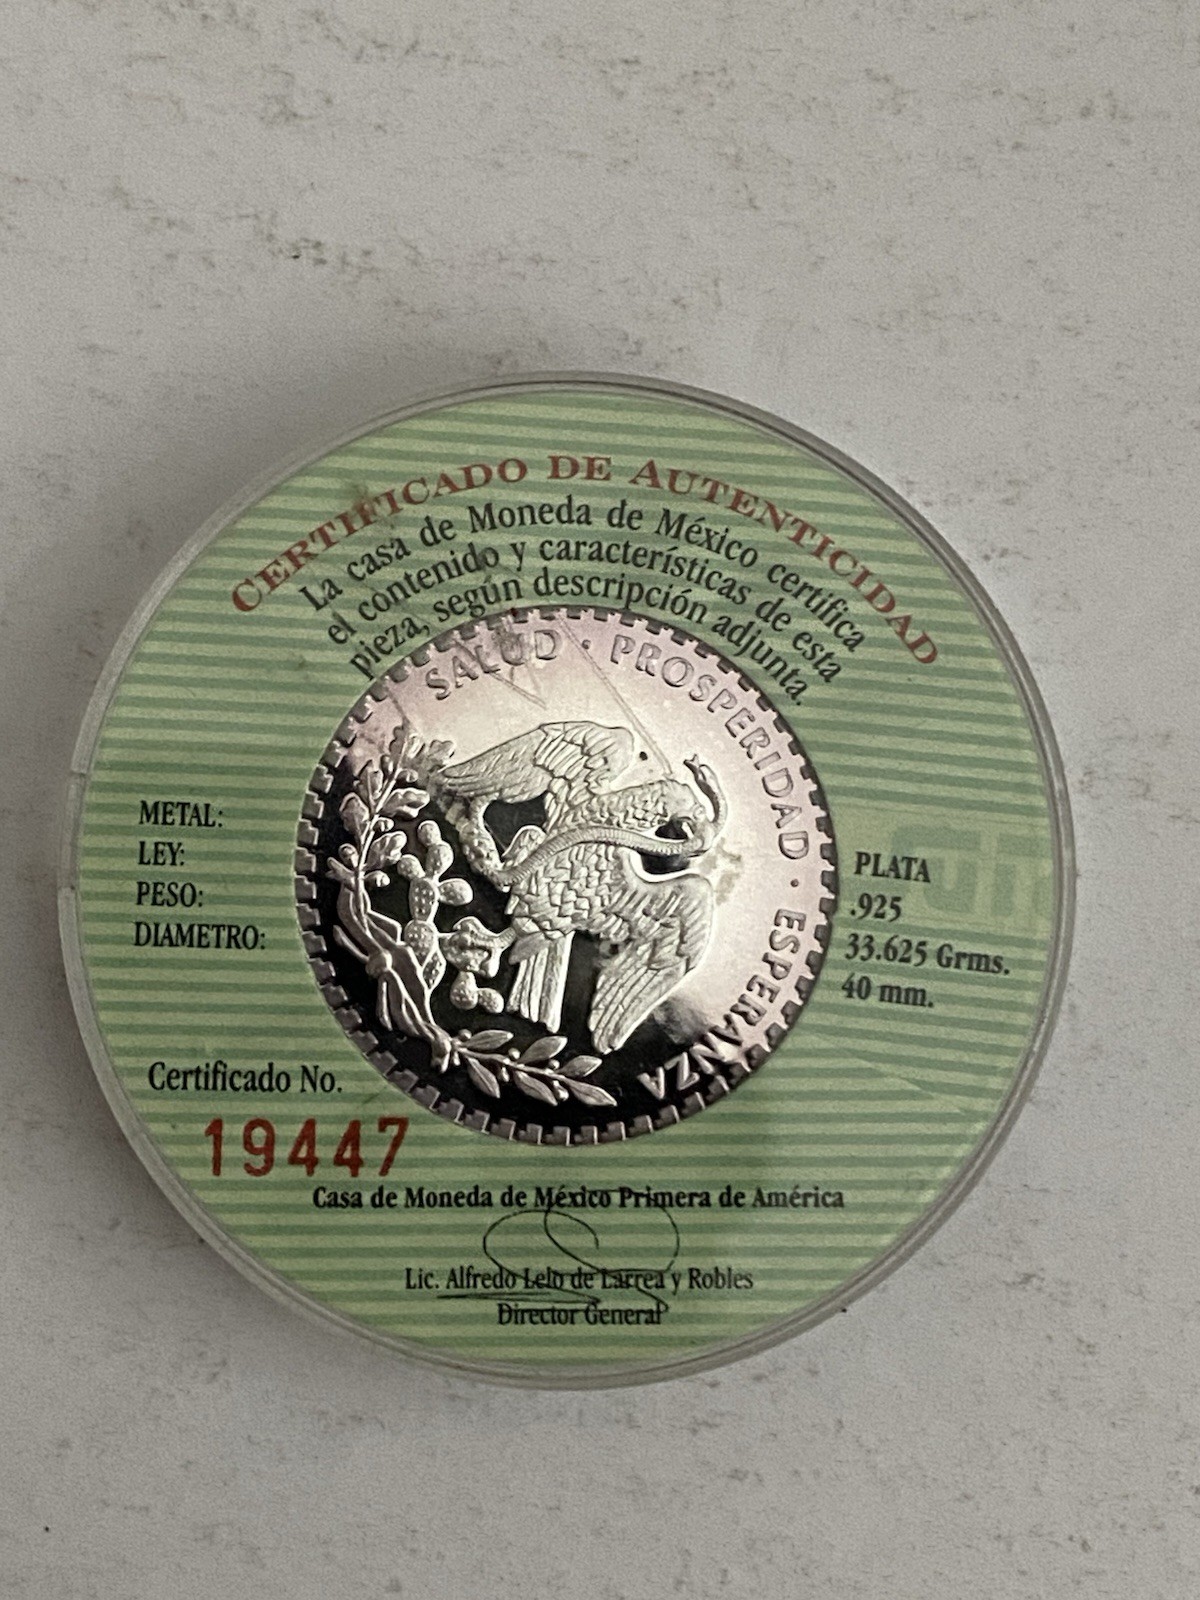 CERTIFICADO DE AUTENTICIDAD
La casa de Moneda de México certifica
el contenido y características de esta
pieza, según descripción adjunta.
SALUD · PROSPERIDAD · ESPERANZA
METAL: PLATA
LEY: .925
PESO: 33.625 Grms.
DIAMETRO: 40 mm.
Certificado No.
19447
Casa de Moneda de México Primera de América
Lic. Alfredo Lelo de Larrea y Robles
Director General